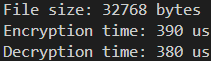 File size: 32768 bytes
Encryption time: 390 us
Decryption time: 380 us